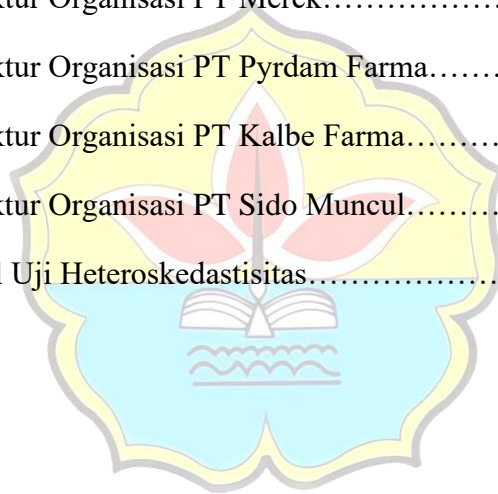 ktur Organisasi PT Merek………………
ktur Organisasi PT Pyrdam Farma…….
ktur Organisasi PT Kalbe Farma……….
ktur Organisasi PT Sido Muncul………
l Uji Heteroskedastisitas……………….